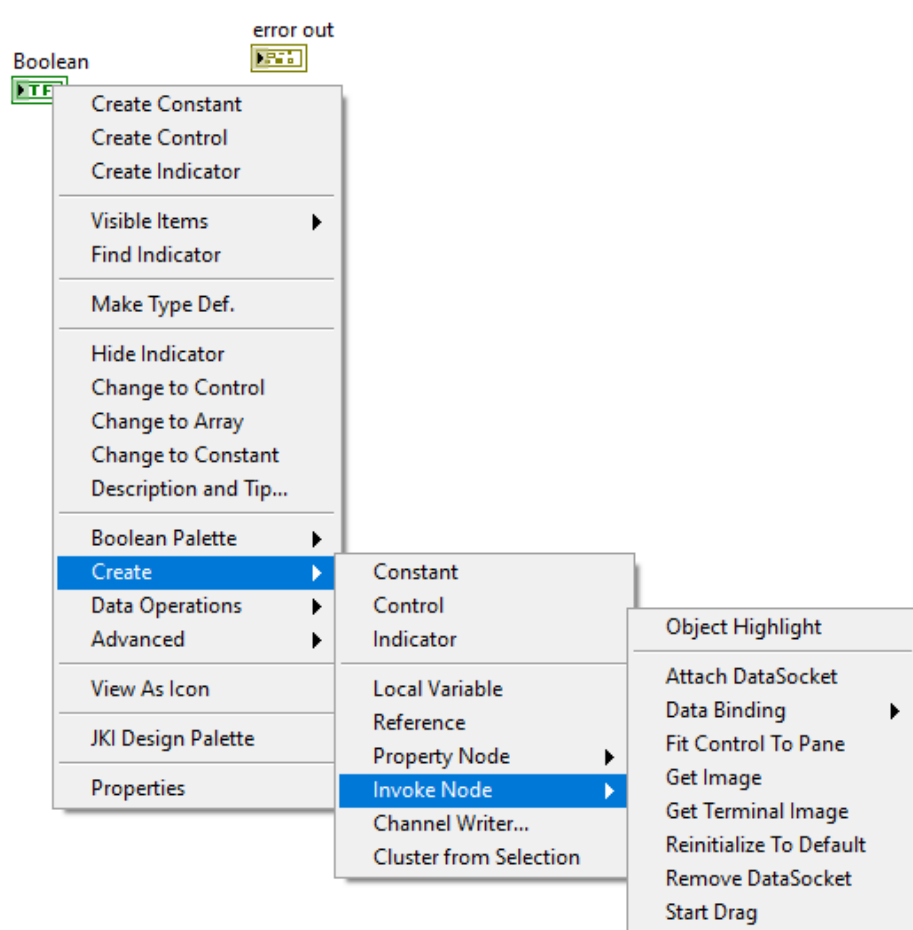 error out
Boolean
TF
Create Constant
Create Control
Create Indicator
Visible Items
Find Indicator
Make Type Def.
Hide Indicator
Change to Control
Change to Array
Change to Constant
Description and Tip...
Boolean Palette
Create
Data Operations
Advanced
View As Icon
JKI Design Palette
Properties
Constant
Control
Indicator
Local Variable
Reference
Property Node
Invoke Node
Channel Writer...
Cluster from Selection
Object Highlight
Attach DataSocket
Data Binding
Fit Control To Pane
Get Image
Get Terminal Image
Reinitialize To Default
Remove DataSocket
Start Drag